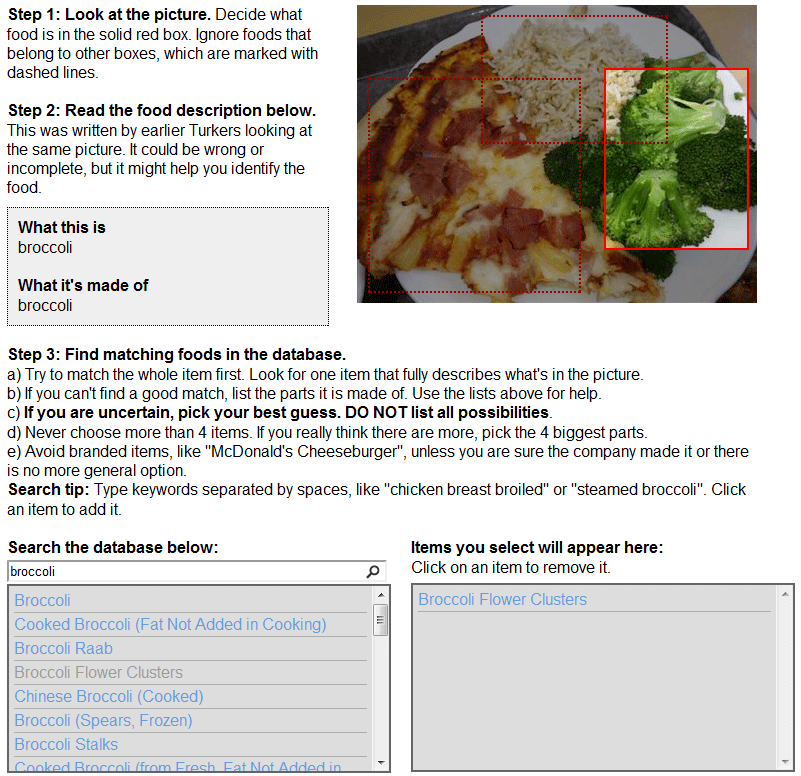 Step 1: Look at the picture. Decide what
food is in the solid red box. Ignore foods that
belong to other boxes, which are marked with
dashed lines.
Step 2: Read the food description below.
This was written by earlier Turkers looking at
the same picture. It could be wrong or
incomplete, but it might help you identify the
food.
What this is
broccoli
What it's made of
broccoli
Step 3: Find matching foods in the database.
a) Try to match the whole item first. Look for one item that fully describes what's in the picture.
b) If you can't find a good match, list the parts it is made of. Use the lists above for help.
c) If you are uncertain, pick your best guess. DO NOT list all possibilities.
d) Never choose more than 4 items. If you really think there are more, pick the 4 biggest parts.
e) Avoid branded items, like "McDonald's Cheeseburger", unless you are sure the company made it or there
is no more general option.
Search tip: Type keywords separated by spaces, like "chicken breast broiled" or "steamed broccoli". Click
an item to add it.
Search the database below:
broccoli
Broccoli
Cooked Broccoli (Fat Not Added in Cooking)
Broccoli Raab
Broccoli Flower Clusters
Chinese Broccoli (Cooked)
Broccoli (Spears, Frozen)
Broccoli Stalks
Cooked Broccoli (from Fresh, Fat Not Added in
Items you select will appear here:
Click on an item to remove it.
Broccoli Flower Clusters